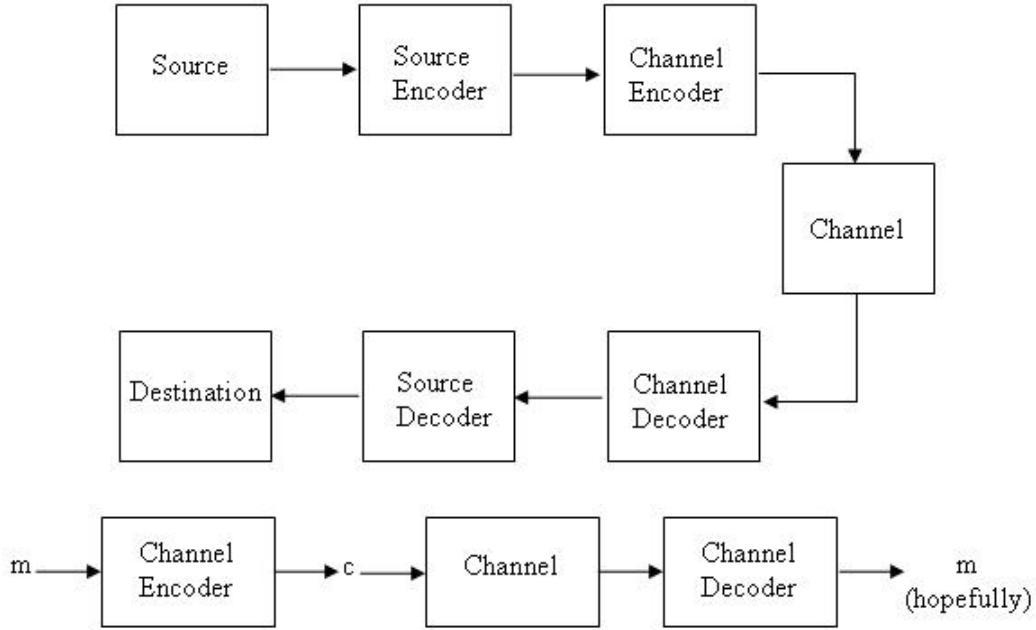 Source
Source
Encoder
Channel
Encoder
Channel
Destination
Source
Decoder
Channel
Decoder
m
Channel
Encoder
c
Channel
Channel
Decoder
m
(hopefully)